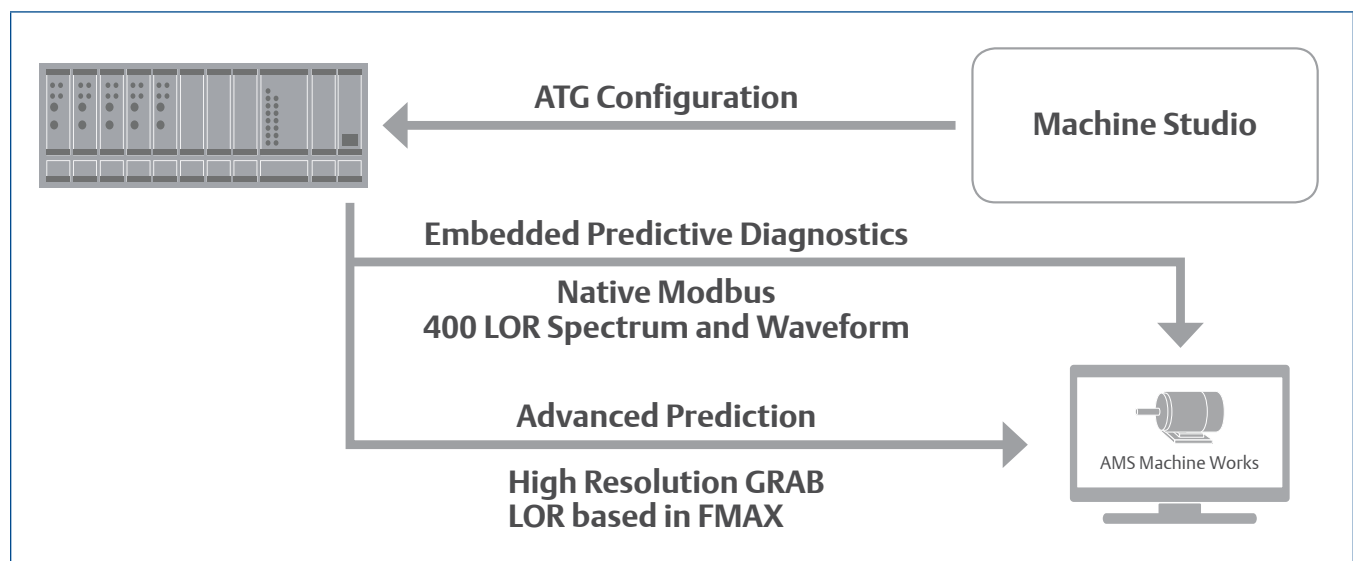 ATG Configuration
Machine Studio
Embedded Predictive Diagnostics
Native Modbus
400 LOR Spectrum and Waveform
Advanced Prediction
High Resolution GRAB
LOR based in FMAX
AMS Machine Works